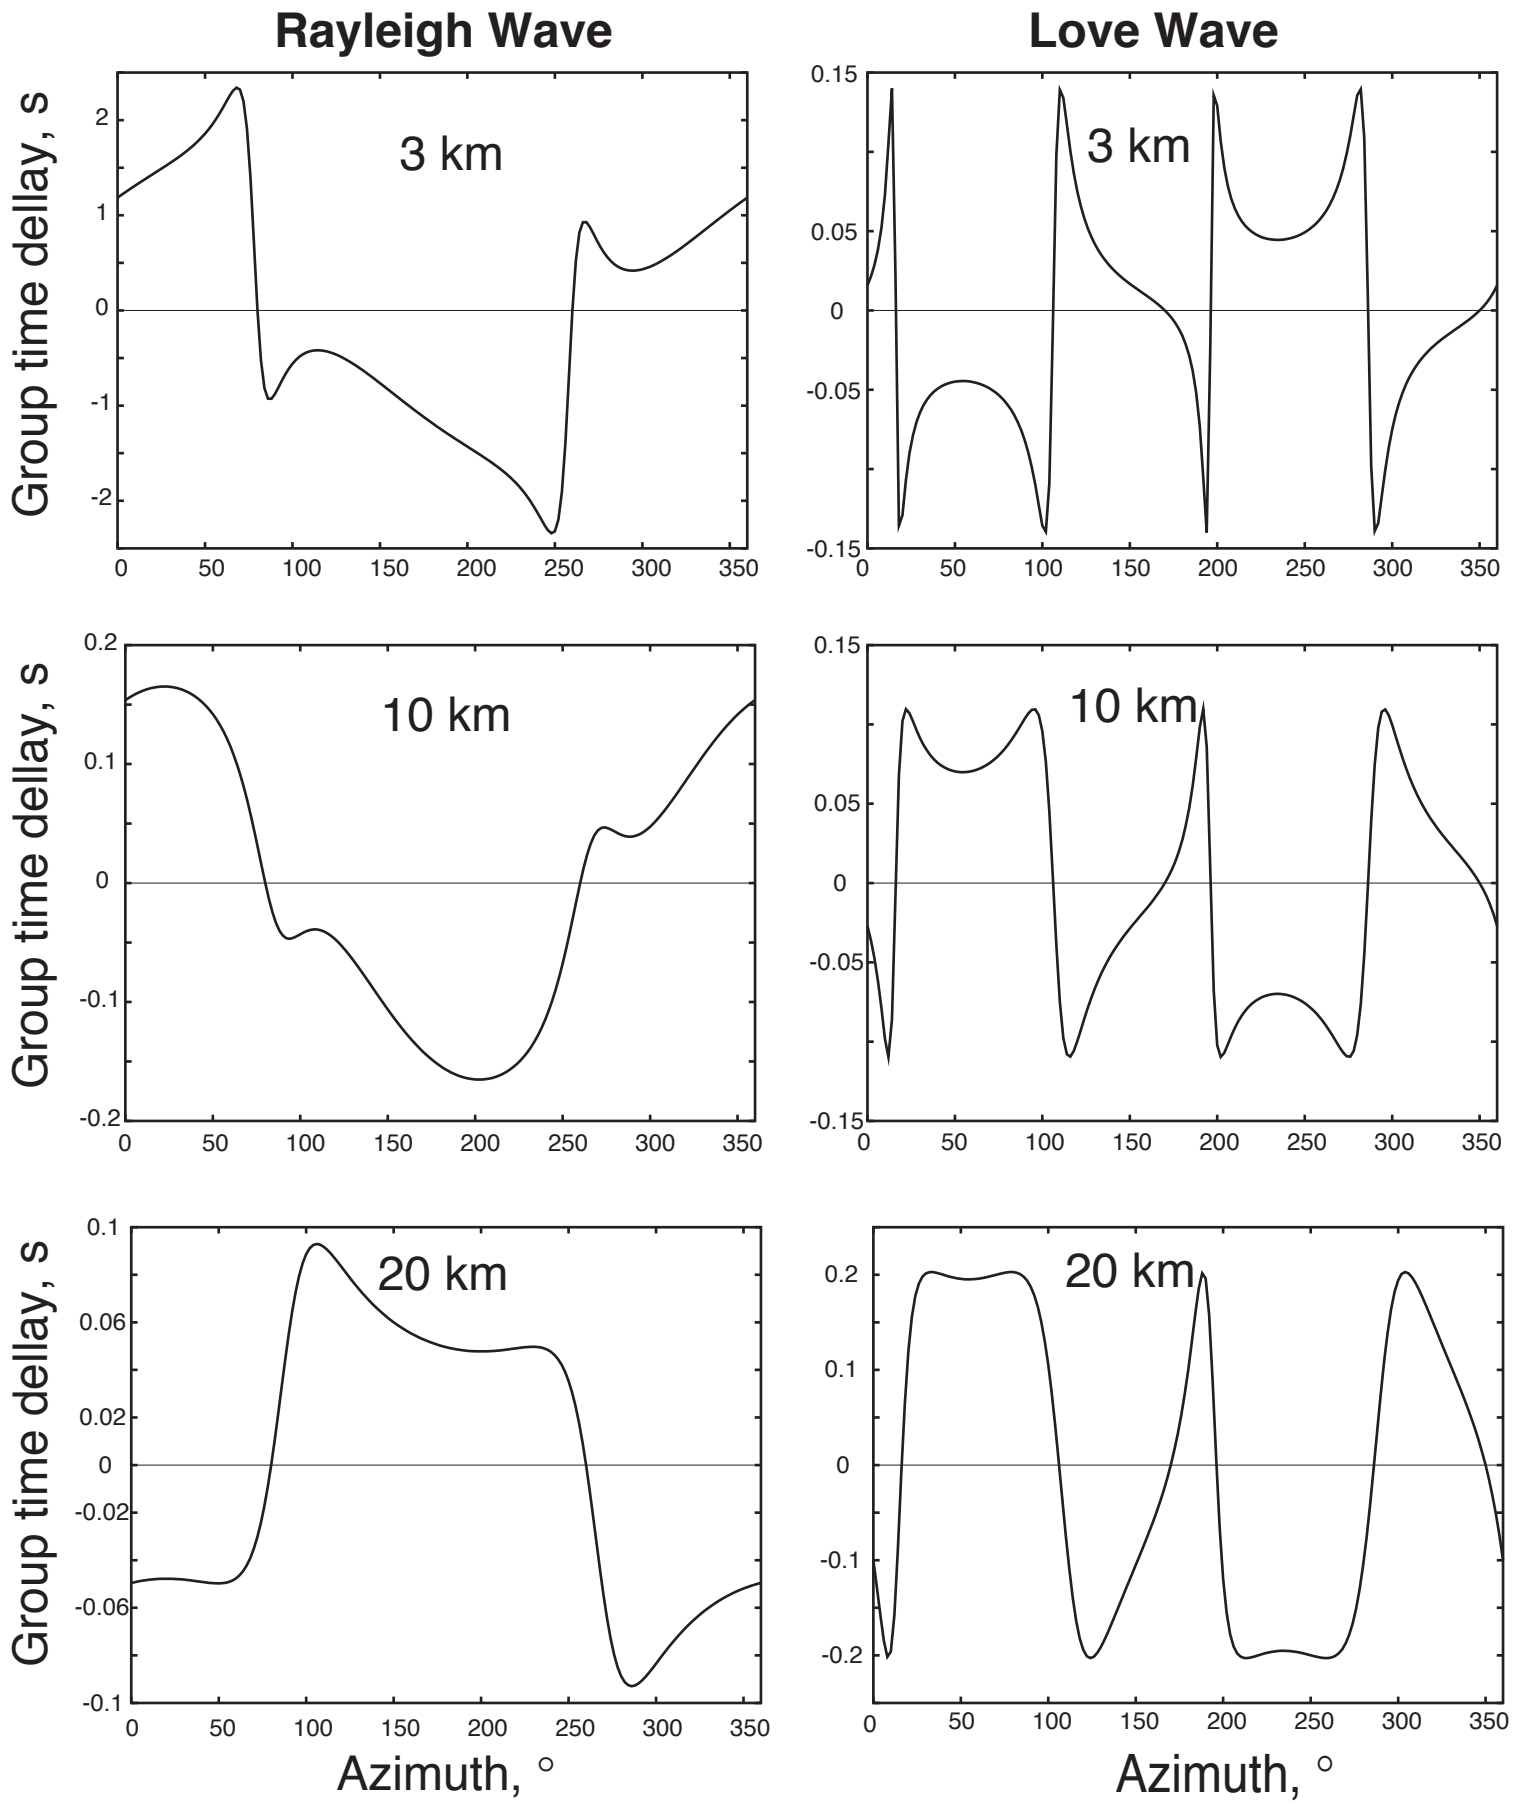 Rayleigh Wave
Love Wave
Group time dellay, s
2
1
0
-1
-2
3 km
0 50 100 150 200 250 300 350
0.15
0.05
0
-0.05
-0.15
3 km
0 50 100 150 200 250 300 350
Group time dellay, s
0.2
0.1
0
-0.1
-0.2
10 km
0 50 100 150 200 250 300 350
0.15
0.05
0
-0.05
-0.15
10 km
0 50 100 150 200 250 300 350
Group time dellay, s
0.1
0.06
0.02
0
-0.02
-0.06
-0.1
20 km
0 50 100 150 200 250 300 350
Azimuth, °
0.2
0.1
0
-0.1
-0.2
20 km
0 50 100 150 200 250 300 350
Azimuth, °